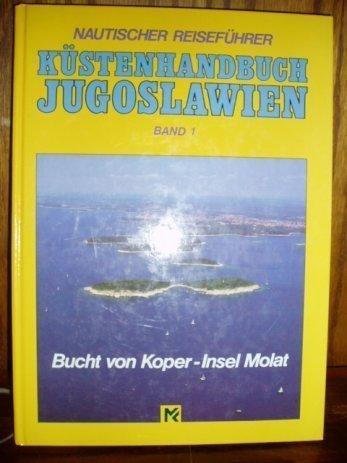 NAUTISCHER REISEFÜHRER
KÜSTENHANDBUCH
JUGOSLAWIEN
BAND 1
Bucht von Koper-Insel Molat
MK